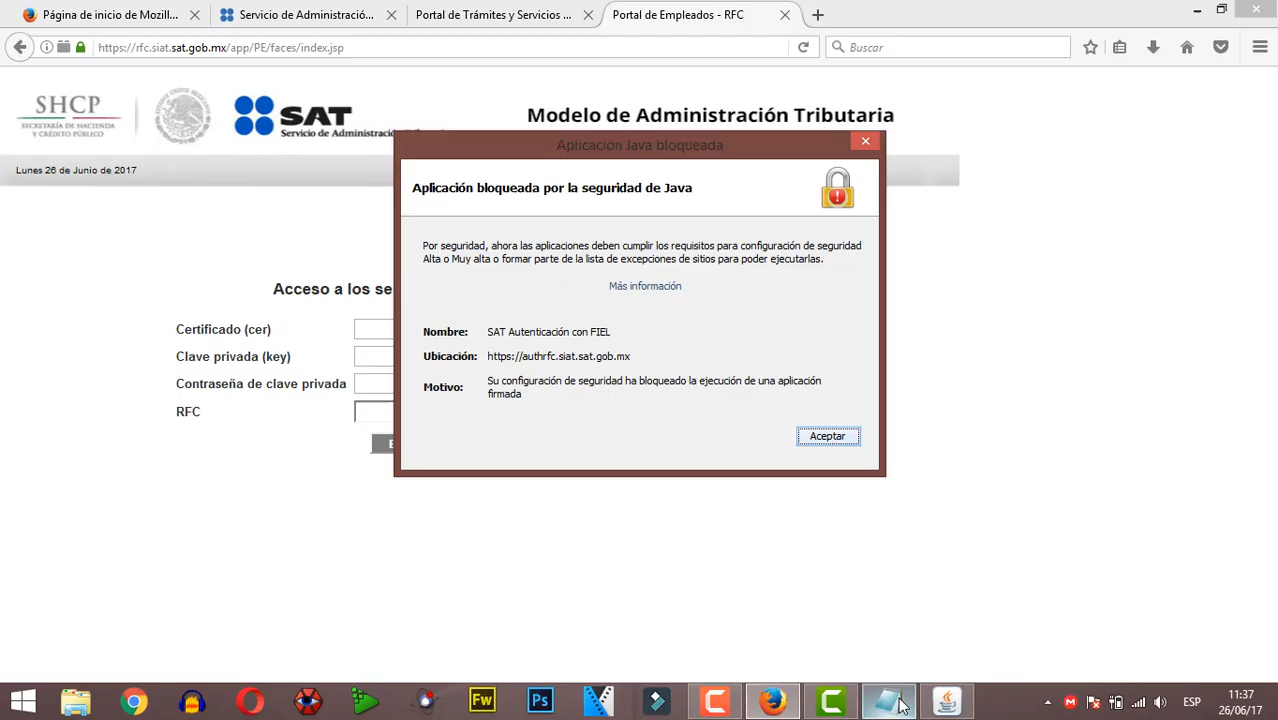 Página de inicio de Mozill...
Servicio de Administració...
Portal de Trámites y Servicios ...
Portal de Empleados - RFC
https://rfc.siat.sat.gob.mx/app/PE/faces/index.jsp
Buscar
SHCP
SECRETARÍA DE HACIENDA
Y CRÉDITO PÚBLICO
SAT
Servicio de Administració
Modelo de Administración Tributaria
Lunes 26 de Junio de 2017
Aplicación Java bloqueada
Aplicación bloqueada por la seguridad de Java
Por seguridad, ahora las aplicaciones deben cumplir los requisitos para configuración de seguridad
Alta o Muy alta o formar parte de la lista de excepciones de sitios para poder ejecutarlas.
Más información
Nombre: SAT Autenticación con FIEL
Ubicación: https://authrfc.siat.sat.gob.mx
Motivo: Su configuración de seguridad ha bloqueado la ejecución de una aplicación
firmada
Aceptar
Acceso a los se
Certificado (cer)
Clave privada (key)
Contraseña de clave privada
RFC
E
Fw
Ps
ESP
11:37
26/06/17